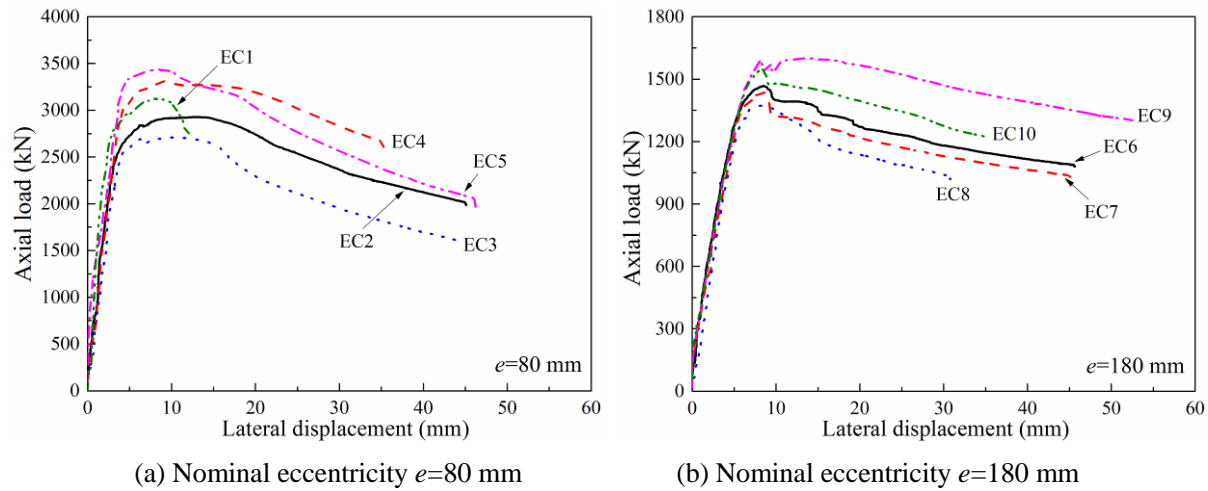 4000
3500
3000
2500
2000
1500
1000
500
0
Axial load (kN)
EC1
EC4
EC5
EC2
EC3
e=80 mm
0 10 20 30 40 50 60
Lateral displacement (mm)
(a) Nominal eccentricity e=80 mm
1800
1500
1200
900
600
300
0
Axial load (kN)
EC9
EC10
EC6
EC8
EC7
e=180 mm
0 10 20 30 40 50 60
Lateral displacement (mm)
(b) Nominal eccentricity e=180 mm